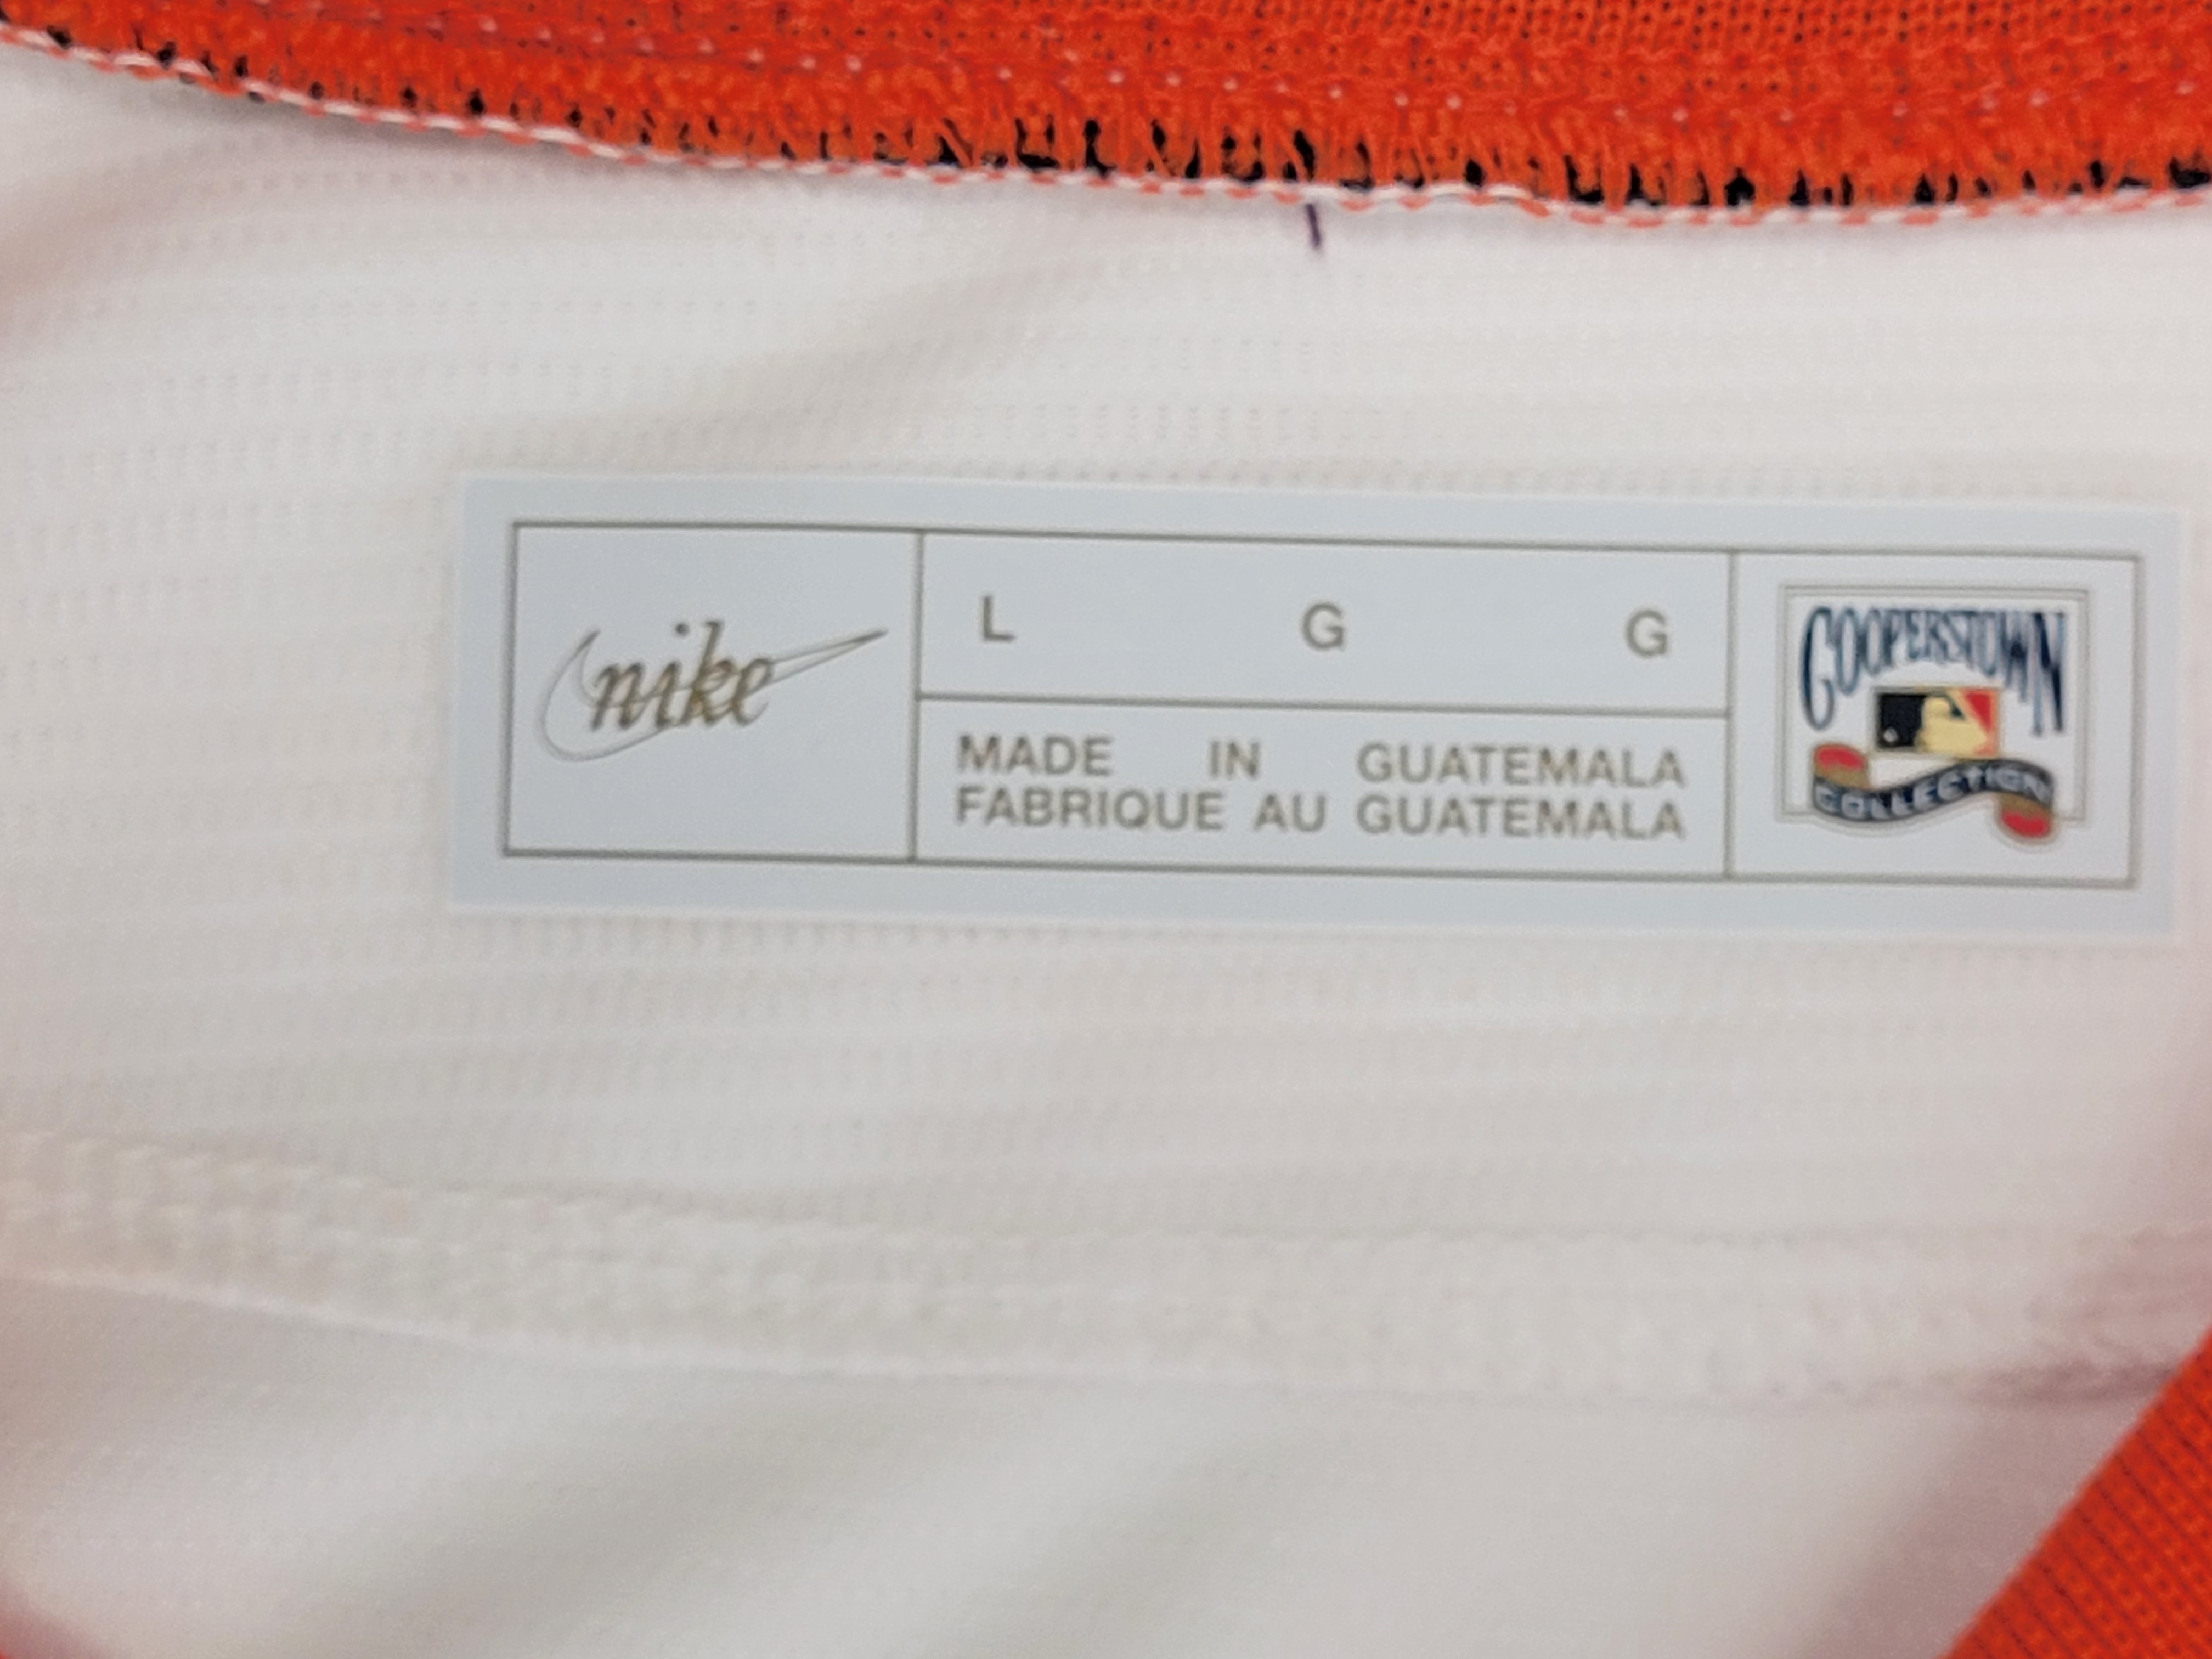 nike
L G G
MADE IN GUATEMALA
FABRIQUE AU GUATEMALA
COOPERSTOWN
COLLECTION